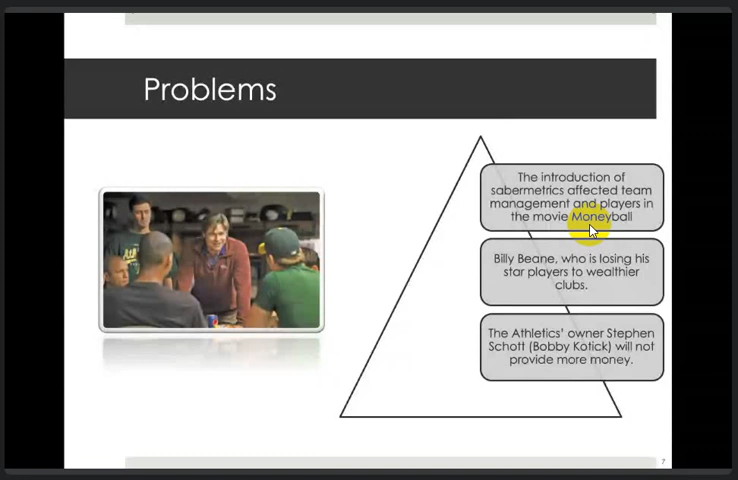 Problems
The introduction of
sabermetrics affected team
management and players in
the movie Moneyball
Billy Beane, who is losing his
star players to wealthier
clubs.
The Athletics' owner Stephen
Schott (Bobby Kotick) will not
provide more money.
7